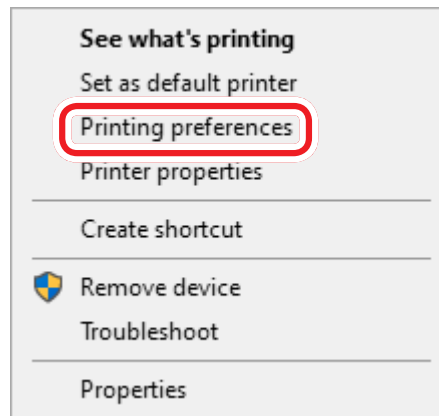 See what's printing
Set as default printer
Printing preferences
Printer properties
Create shortcut
Remove device
Troubleshoot
Properties